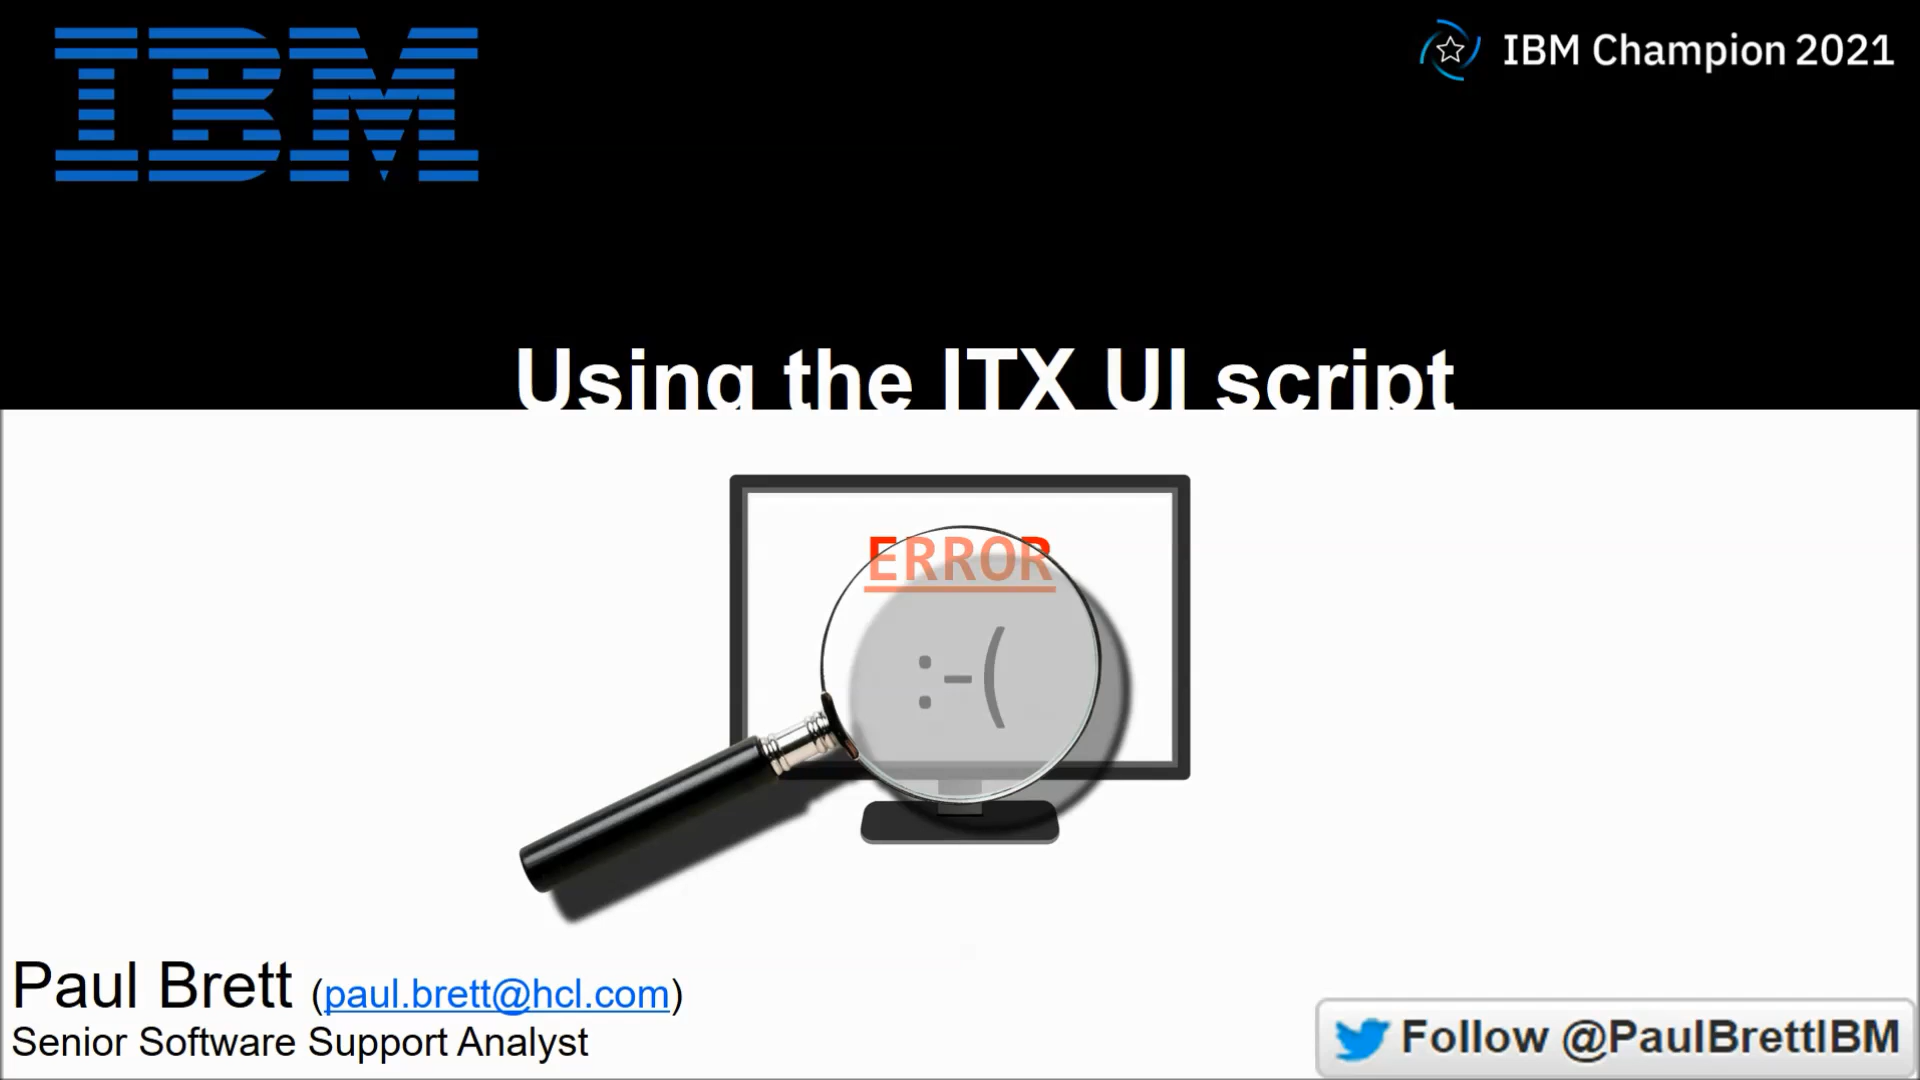 IBM
IBM Champion 2021
Using the ITX UI script
ERROR
:-(
Paul Brett (paul.brett@hcl.com)
Senior Software Support Analyst
Follow @PaulBrettIBM